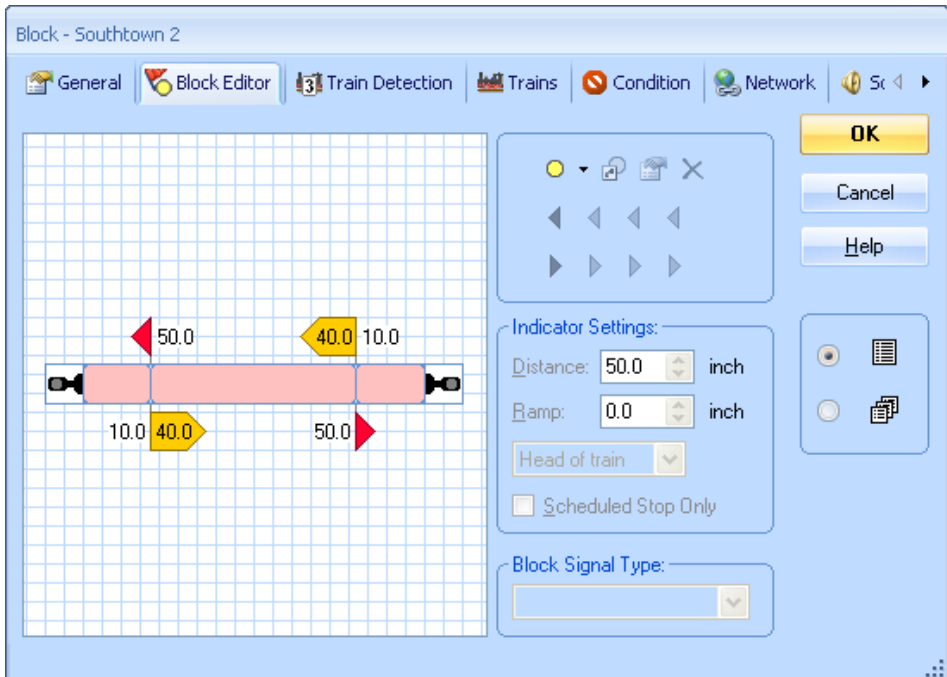 Block - Southtown 2
General Block Editor 3 Train Detection Trains Condition Network
OK
Cancel
Help
50.0 40.0 10.0
10.0 40.0 50.0
Indicator Settings:
Distance: 50.0 inch
Ramp: 0.0 inch
Head of train
Scheduled Stop Only
Block Signal Type: